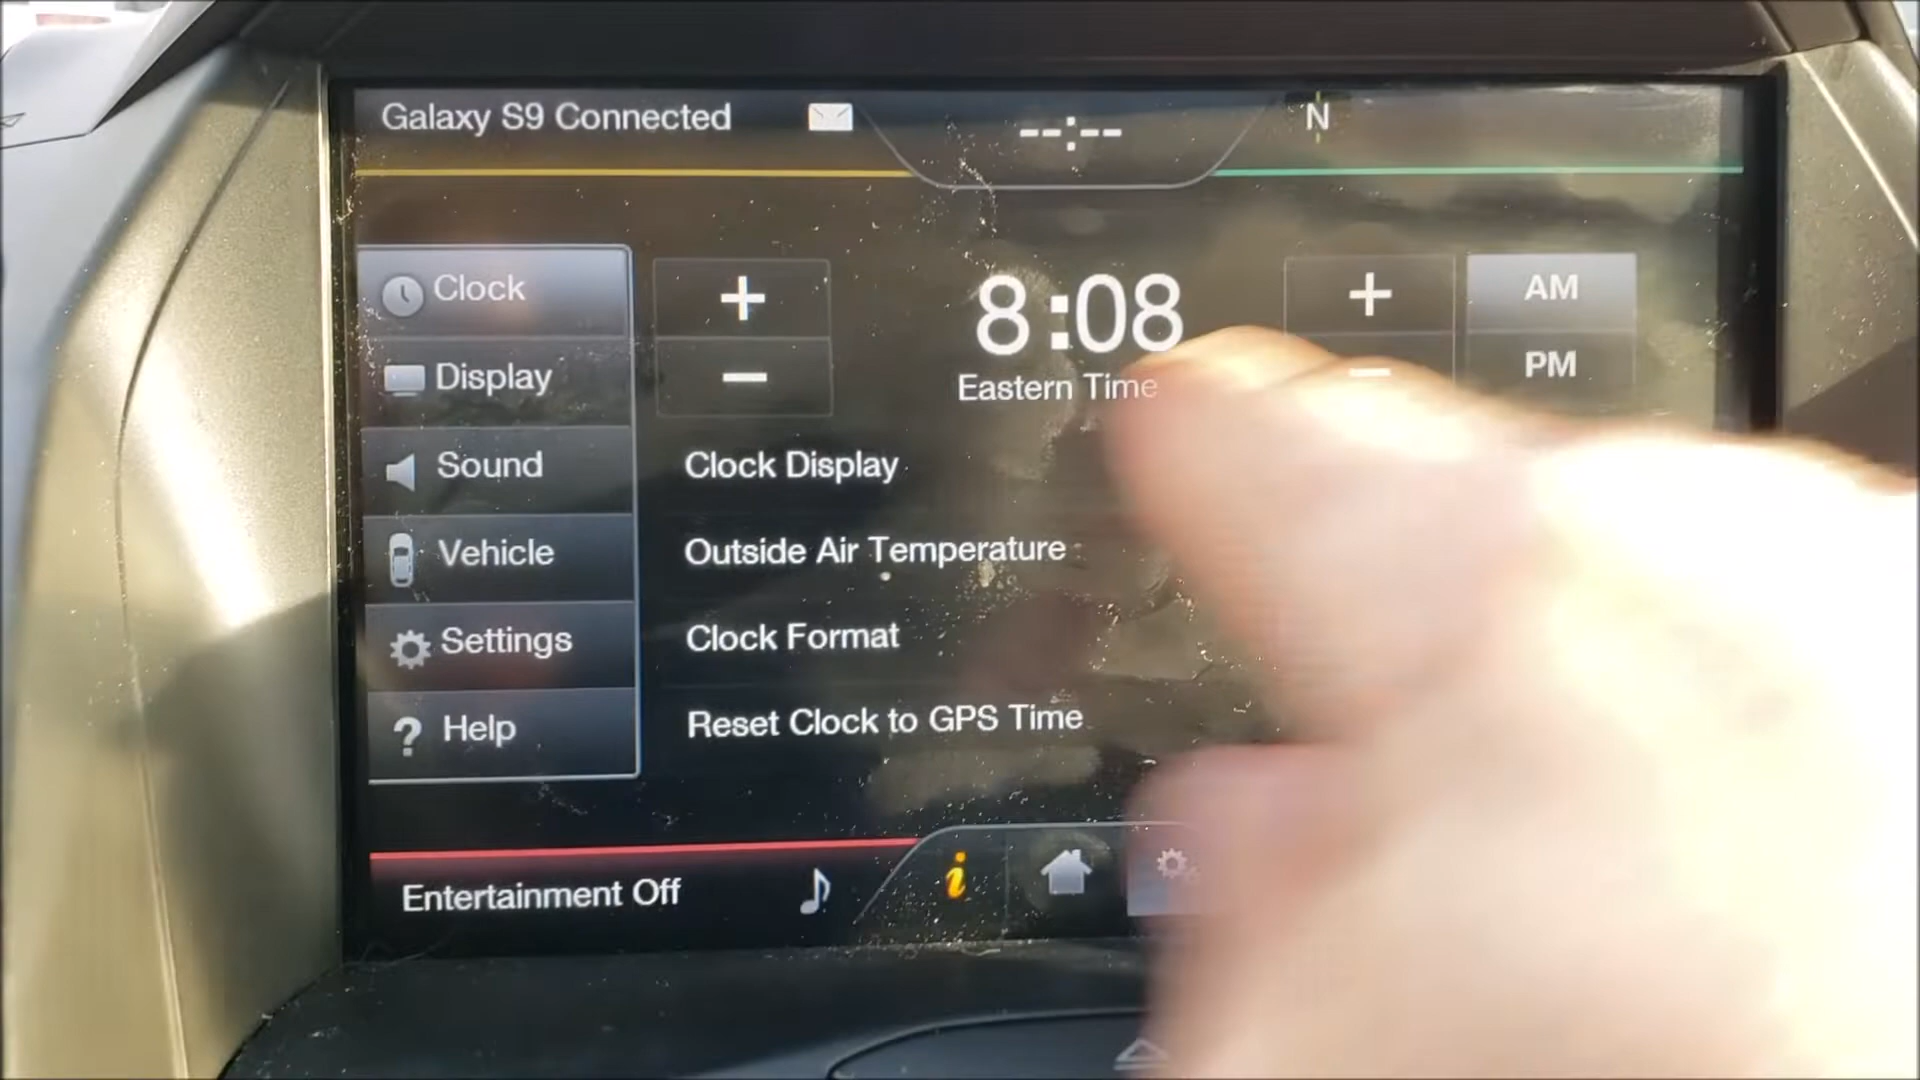 Galaxy S9 Connected
--:--
N
Clock
8:08
AM
Display
Eastern Time
PM
Sound
Clock Display
Vehicle
Outside Air Temperature
Settings
Clock Format
Help
Reset Clock to GPS Time
Entertainment Off